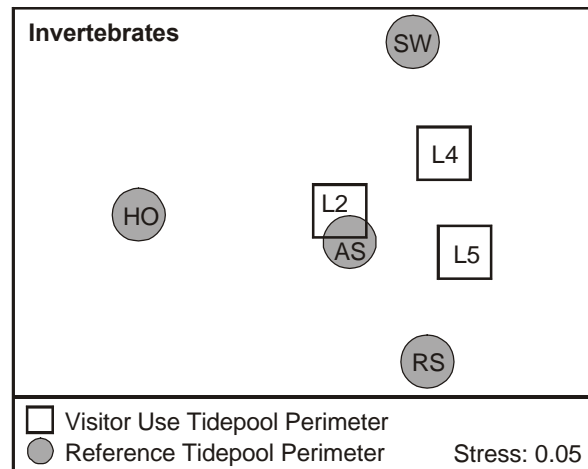 Invertebrates
SW
L4
L2
HO
AS
L5
RS
Visitor Use Tidepool Perimeter
Reference Tidepool Perimeter
Stress: 0.05